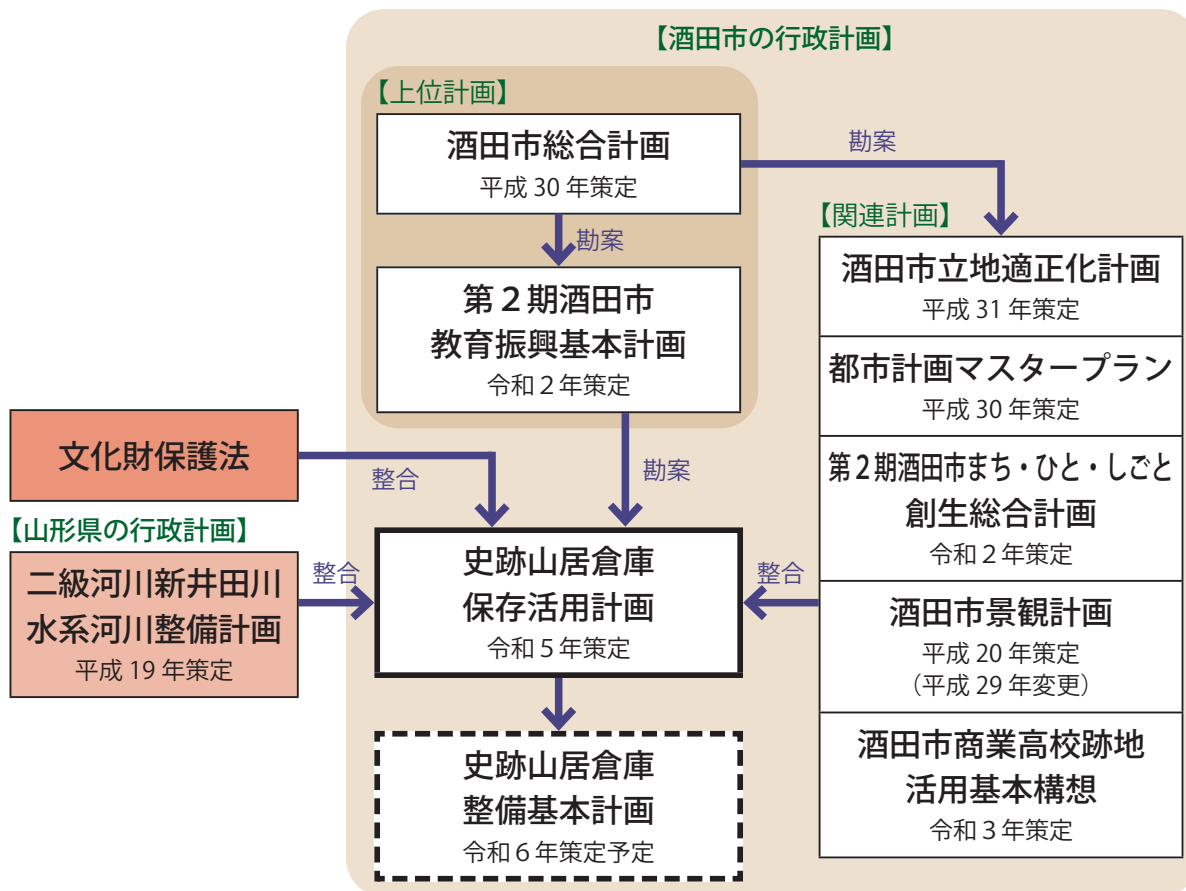 【酒田市の行政計画】
【上位計画】
酒田市総合計画
平成 30 年策定
勘案
勘案
第２期酒田市
教育振興基本計画
令和２年策定
【関連計画】
酒田市立地適正化計画
平成 31 年策定
都市計画マスタープラン
平成 30 年策定
第２期酒田市まち・ひと・しごと
創生総合計画
令和２年策定
酒田市景観計画
平成 20 年策定
（平成 29 年変更）
酒田市商業高校跡地
活用基本構想
令和３年策定
文化財保護法
整合
勘案
【山形県の行政計画】
二級河川新井田川
水系河川整備計画
平成 19 年策定
整合
史跡山居倉庫
保存活用計画
令和５年策定
整合
史跡山居倉庫
整備基本計画
令和６年策定予定